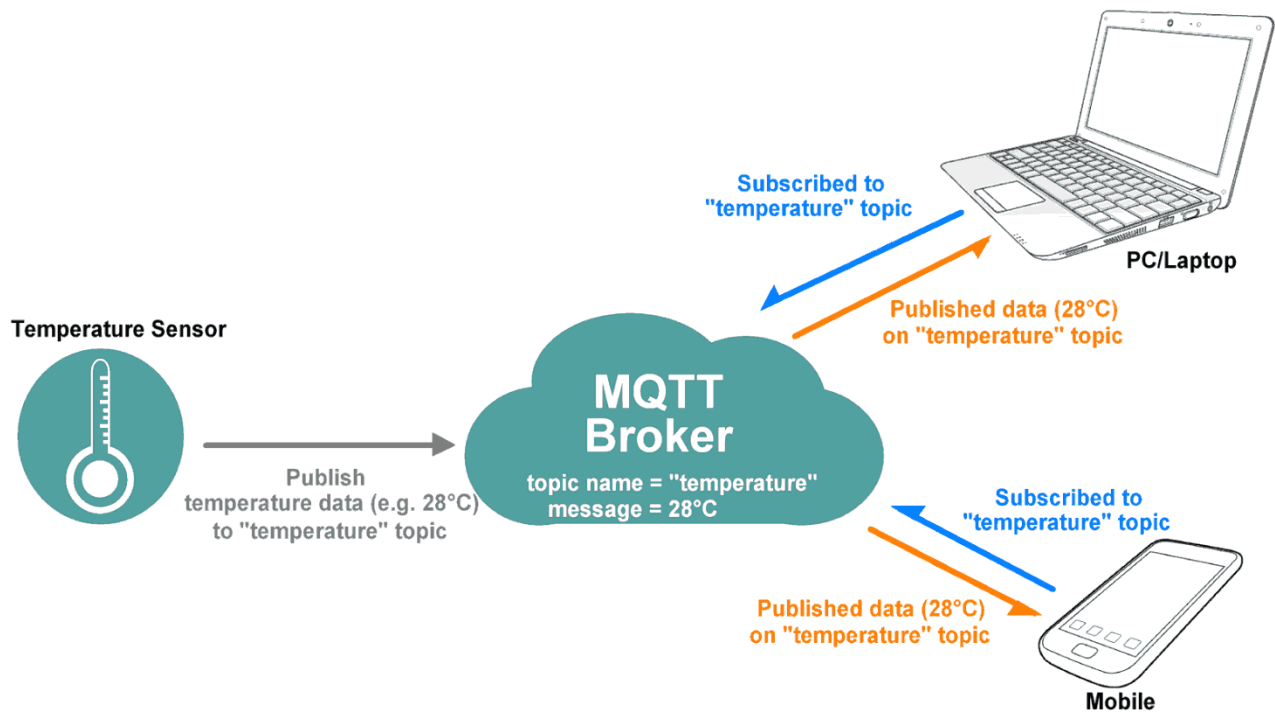 Subscribed to
"temperature" topic
PC/Laptop
Published data (28°C)
on "temperature" topic
Temperature Sensor
MQTT
Broker
topic name = "temperature"
message = 28°C
Publish
temperature data (e.g. 28°C)
to "temperature" topic
Subscribed to
"temperature" topic
Published data (28°C)
on "temperature" topic
Mobile